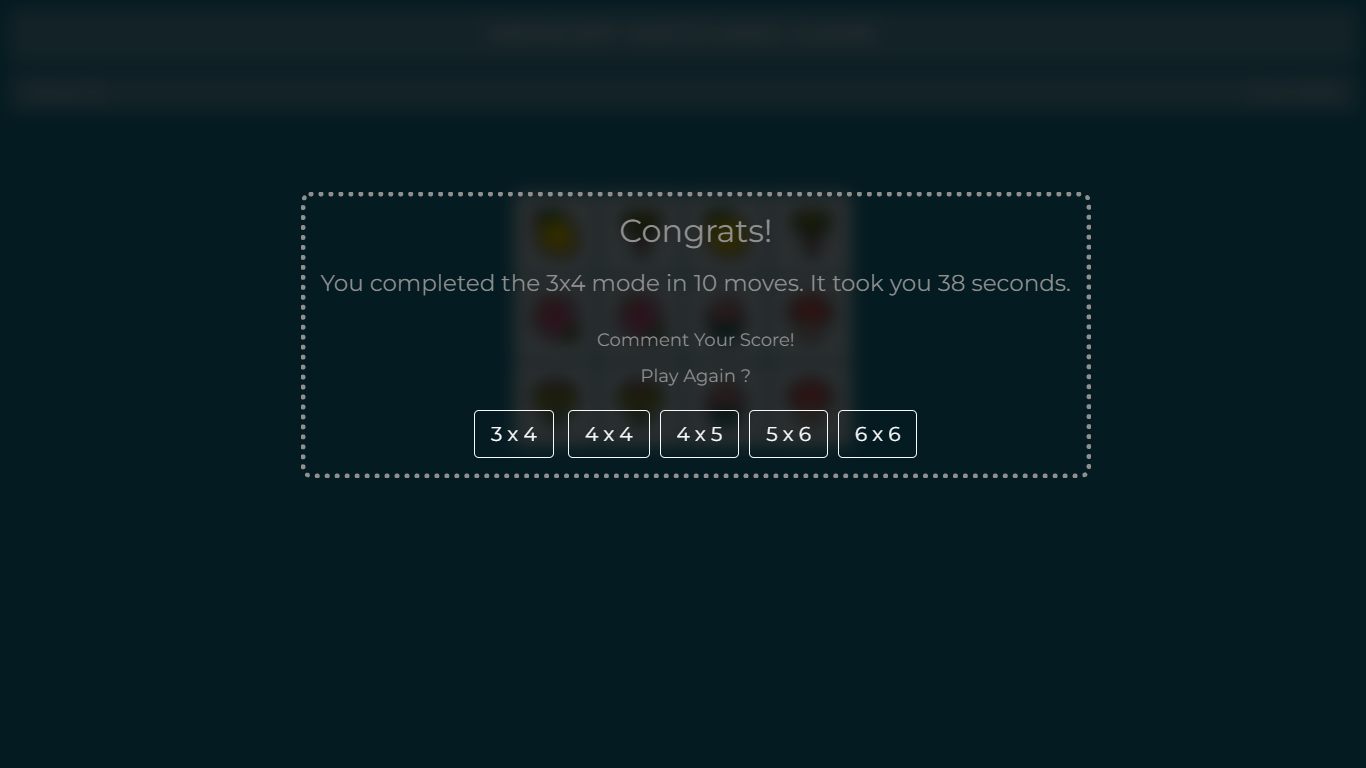 Congrats!
You completed the 3x4 mode in 10 moves. It took you 38 seconds.
Comment Your Score!
Play Again ?
3 x 4 4 x 4 4 x 5 5 x 6 6 x 6